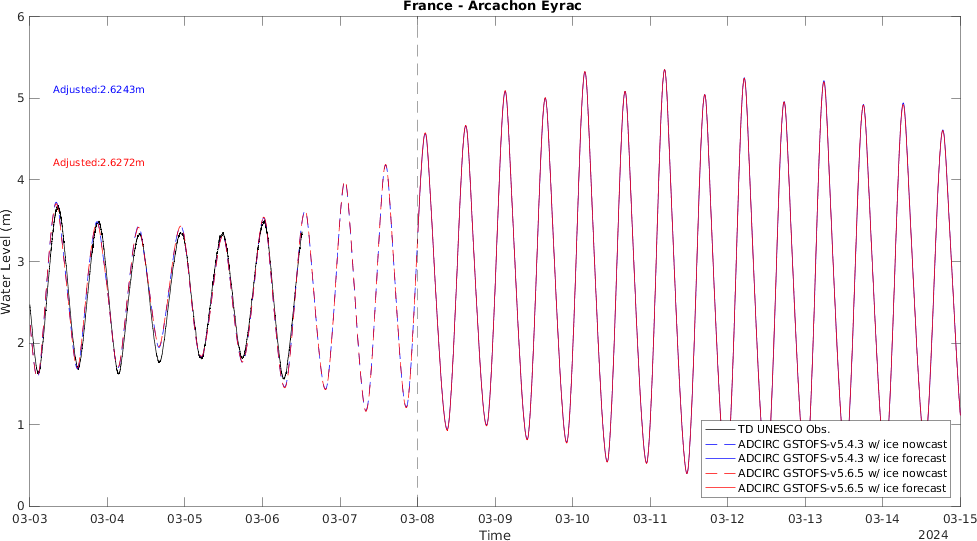 France - Arcachon Eyrac
6
5
4
3
2
1
0
Water Level (m)
Adjusted:2.6243m
Adjusted:2.6272m
TD UNESCO Obs.
ADCIRC GSTOFS-v5.4.3 w/ ice nowcast
ADCIRC GSTOFS-v5.4.3 w/ ice forecast
ADCIRC GSTOFS-v5.6.5 w/ ice nowcast
ADCIRC GSTOFS-v5.6.5 w/ ice forecast
03-03 03-04 03-05 03-06 03-07 03-08 03-09 03-10 03-11 03-12 03-13 03-14 03-15
Time
2024